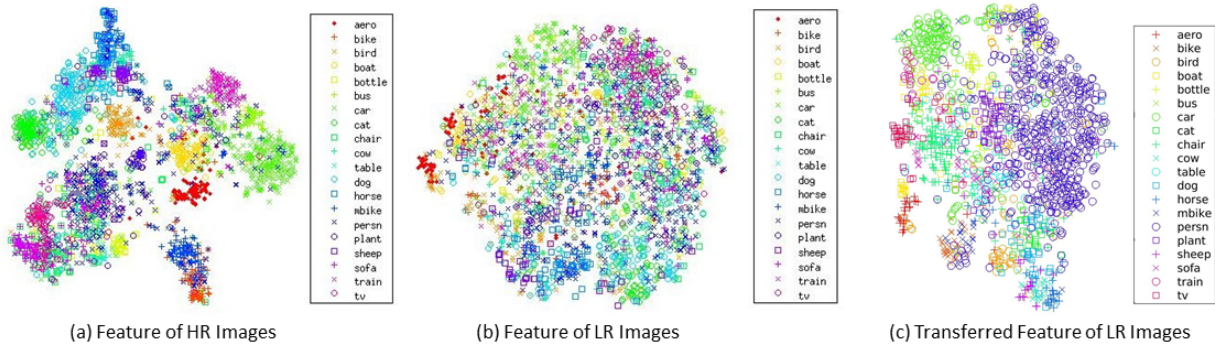 aero
bike
bird
boat
bottle
bus
car
cat
chair
cow
table
dog
horse
mbike
persn
plant
sheep
sofa
train
tv
(a) Feature of HR Images
aero
bike
bird
boat
bottle
bus
car
cat
chair
cow
table
dog
horse
mbike
persn
plant
sheep
sofa
train
tv
(b) Feature of LR Images
aero
bike
bird
boat
bottle
bus
car
cat
chair
cow
table
dog
horse
mbike
persn
plant
sheep
sofa
train
tv
(c) Transferred Feature of LR Images